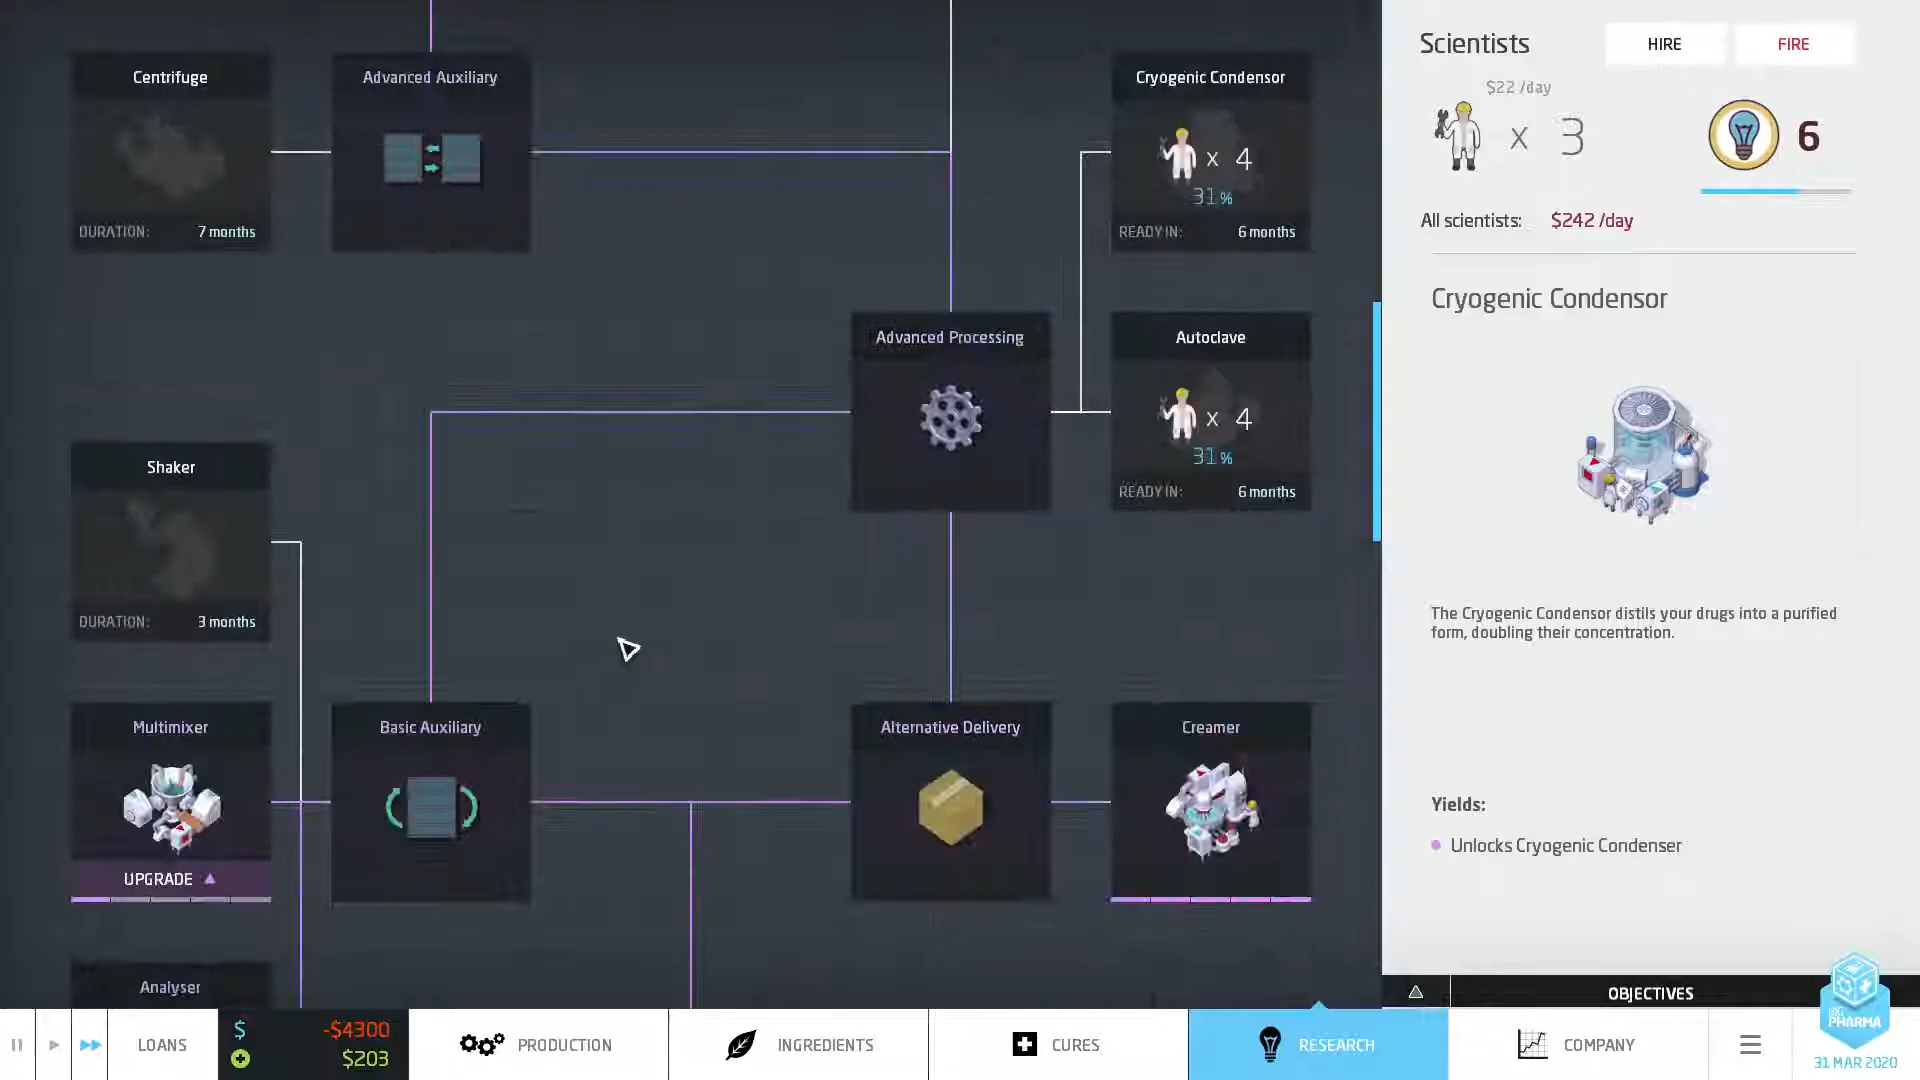 Centrifuge
DURATION: 7 months
Advanced Auxiliary
Cryogenic Condensor
x 4
31%
READY IN: 6 months
Advanced Processing
Autoclave
x 4
31%
READY IN: 6 months
Shaker
DURATION: 3 months
Multimixer
UPGRADE
Basic Auxiliary
Alternative Delivery
Creamer
Analyser
Scientists
HIRE
FIRE
$22 /day
x 3
6
All scientists: $242 /day
Cryogenic Condensor
The Cryogenic Condensor distils your drugs into a purified
form, doubling their concentration.
Yields:
Unlocks Cryogenic Condenser
OBJECTIVES
LOANS
$ -$4300
$203
PRODUCTION
INGREDIENTS
CURES
RESEARCH
COMPANY
BIG
PHARMA
31 MAR 2020